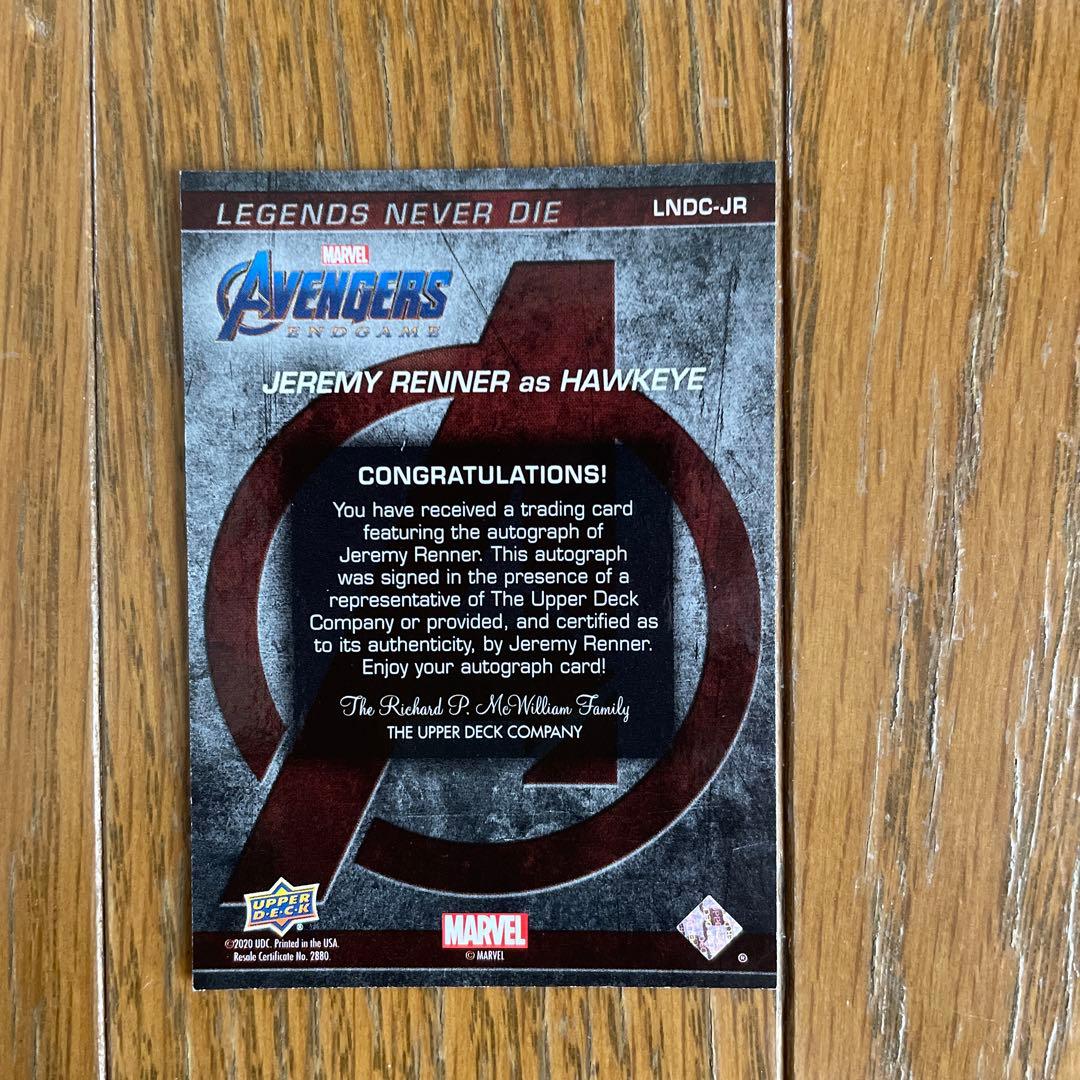 LEGENDS NEVER DIE
LNDC-JR
MARVEL
AVENGERS
ENDGAME
JEREMY RENNER as HAWKEYE
CONGRATULATIONS!
You have received a trading card
featuring the autograph of
Jeremy Renner. This autograph
was signed in the presence of a
representative of The Upper Deck
Company or provided, and certified as
to its authenticity, by Jeremy Renner.
Enjoy your autograph card!
The Richard P. McWilliam Family
THE UPPER DECK COMPANY
UPPER
D·E·C·K
®
©2020 UDC. Printed in the USA.
Resale Certificate No. 2880.
MARVEL
© MARVEL
®